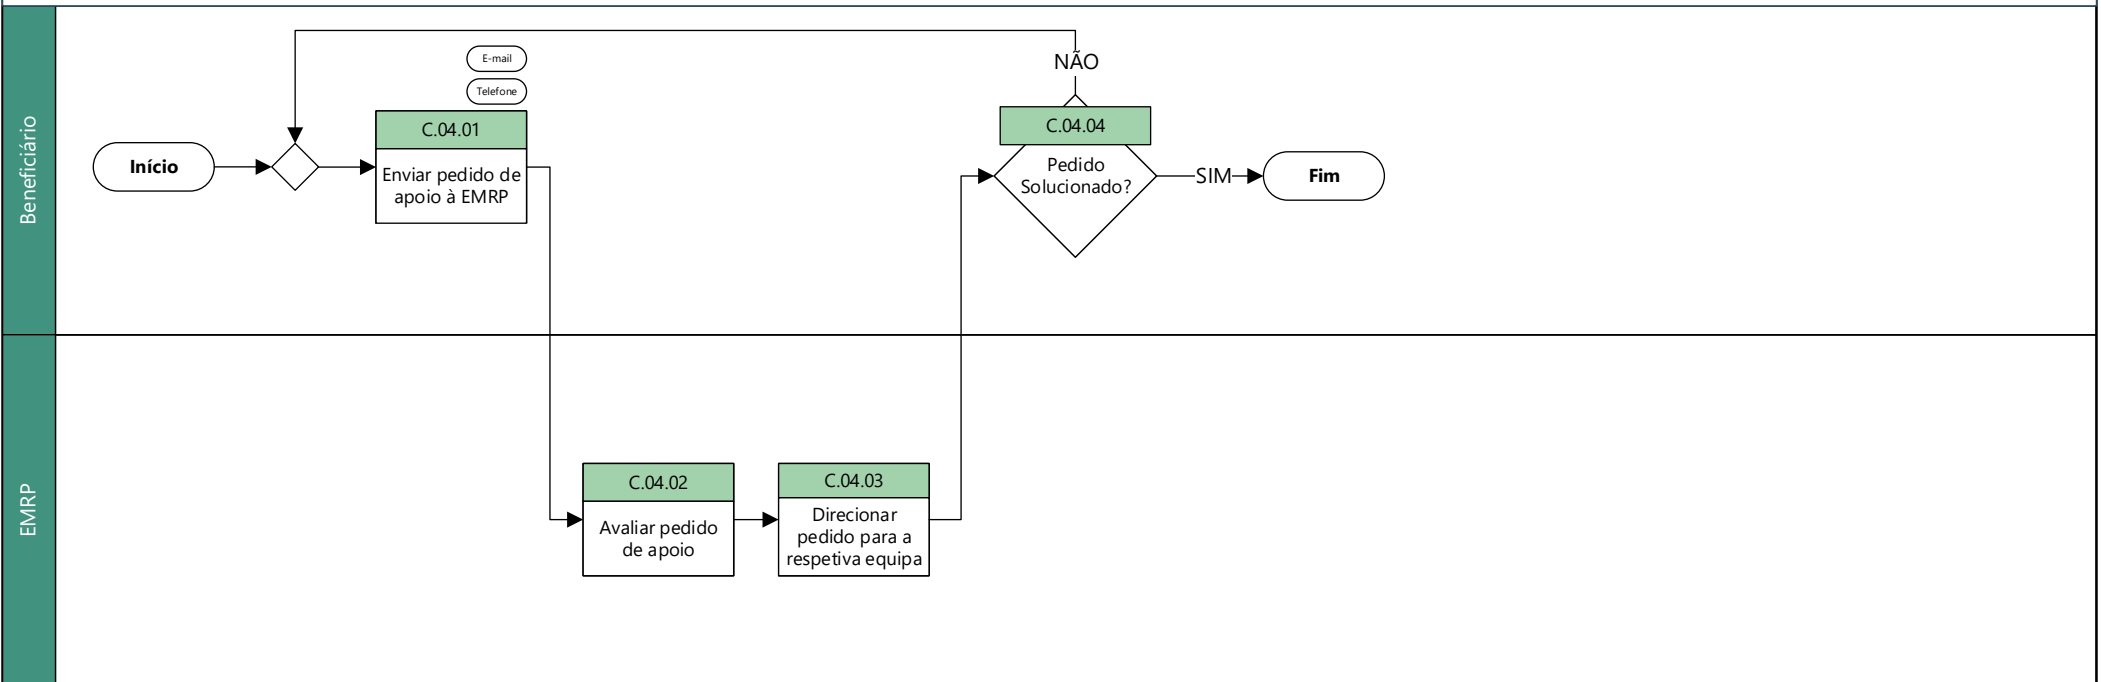 Beneficiário
Início
E-mail
Telefone
C.04.01
Enviar pedido de
apoio à EMRP
NÃO
C.04.04
Pedido
Solucionado?
SIM
Fim
EMRP
C.04.02
Avaliar pedido
de apoio
C.04.03
Direcionar
pedido para a
respetiva equipa